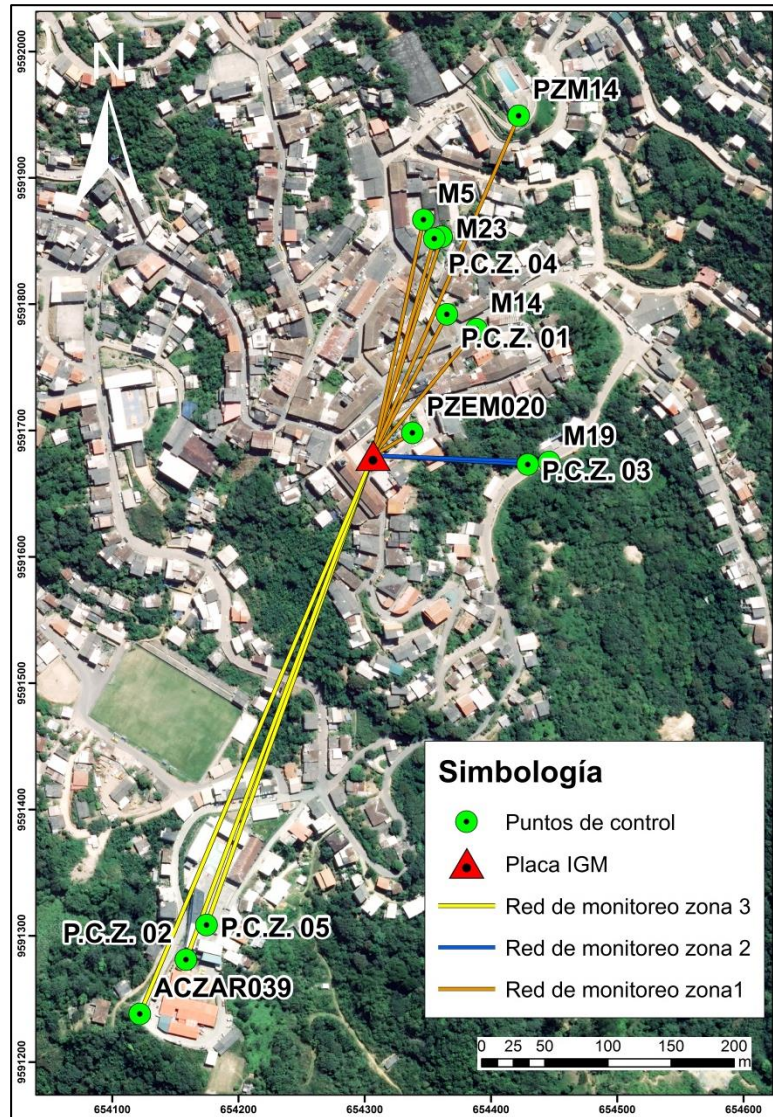 N
PZM14
M5
M23
P.C.Z. 04
M14
P.C.Z. 01
PZEM020
M19
P.C.Z. 03
P.C.Z. 02
P.C.Z. 05
ACZAR039
Simbología
Puntos de control
Placa IGM
Red de monitoreo zona 3
Red de monitoreo zona 2
Red de monitoreo zona1
0 25 50 100 150 200
m
9592000
9591900
9591800
9591700
9591600
9591500
9591400
9591300
9591200
654100 654200 654300 654400 654500 654600